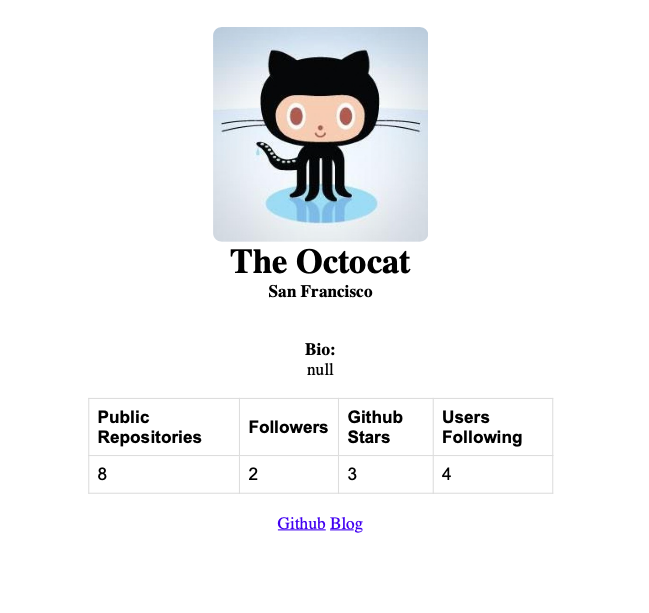 The Octocat
San Francisco
Bio:
null
Public Repositories Followers Github Stars Users Following
8 2 3 4
Github Blog